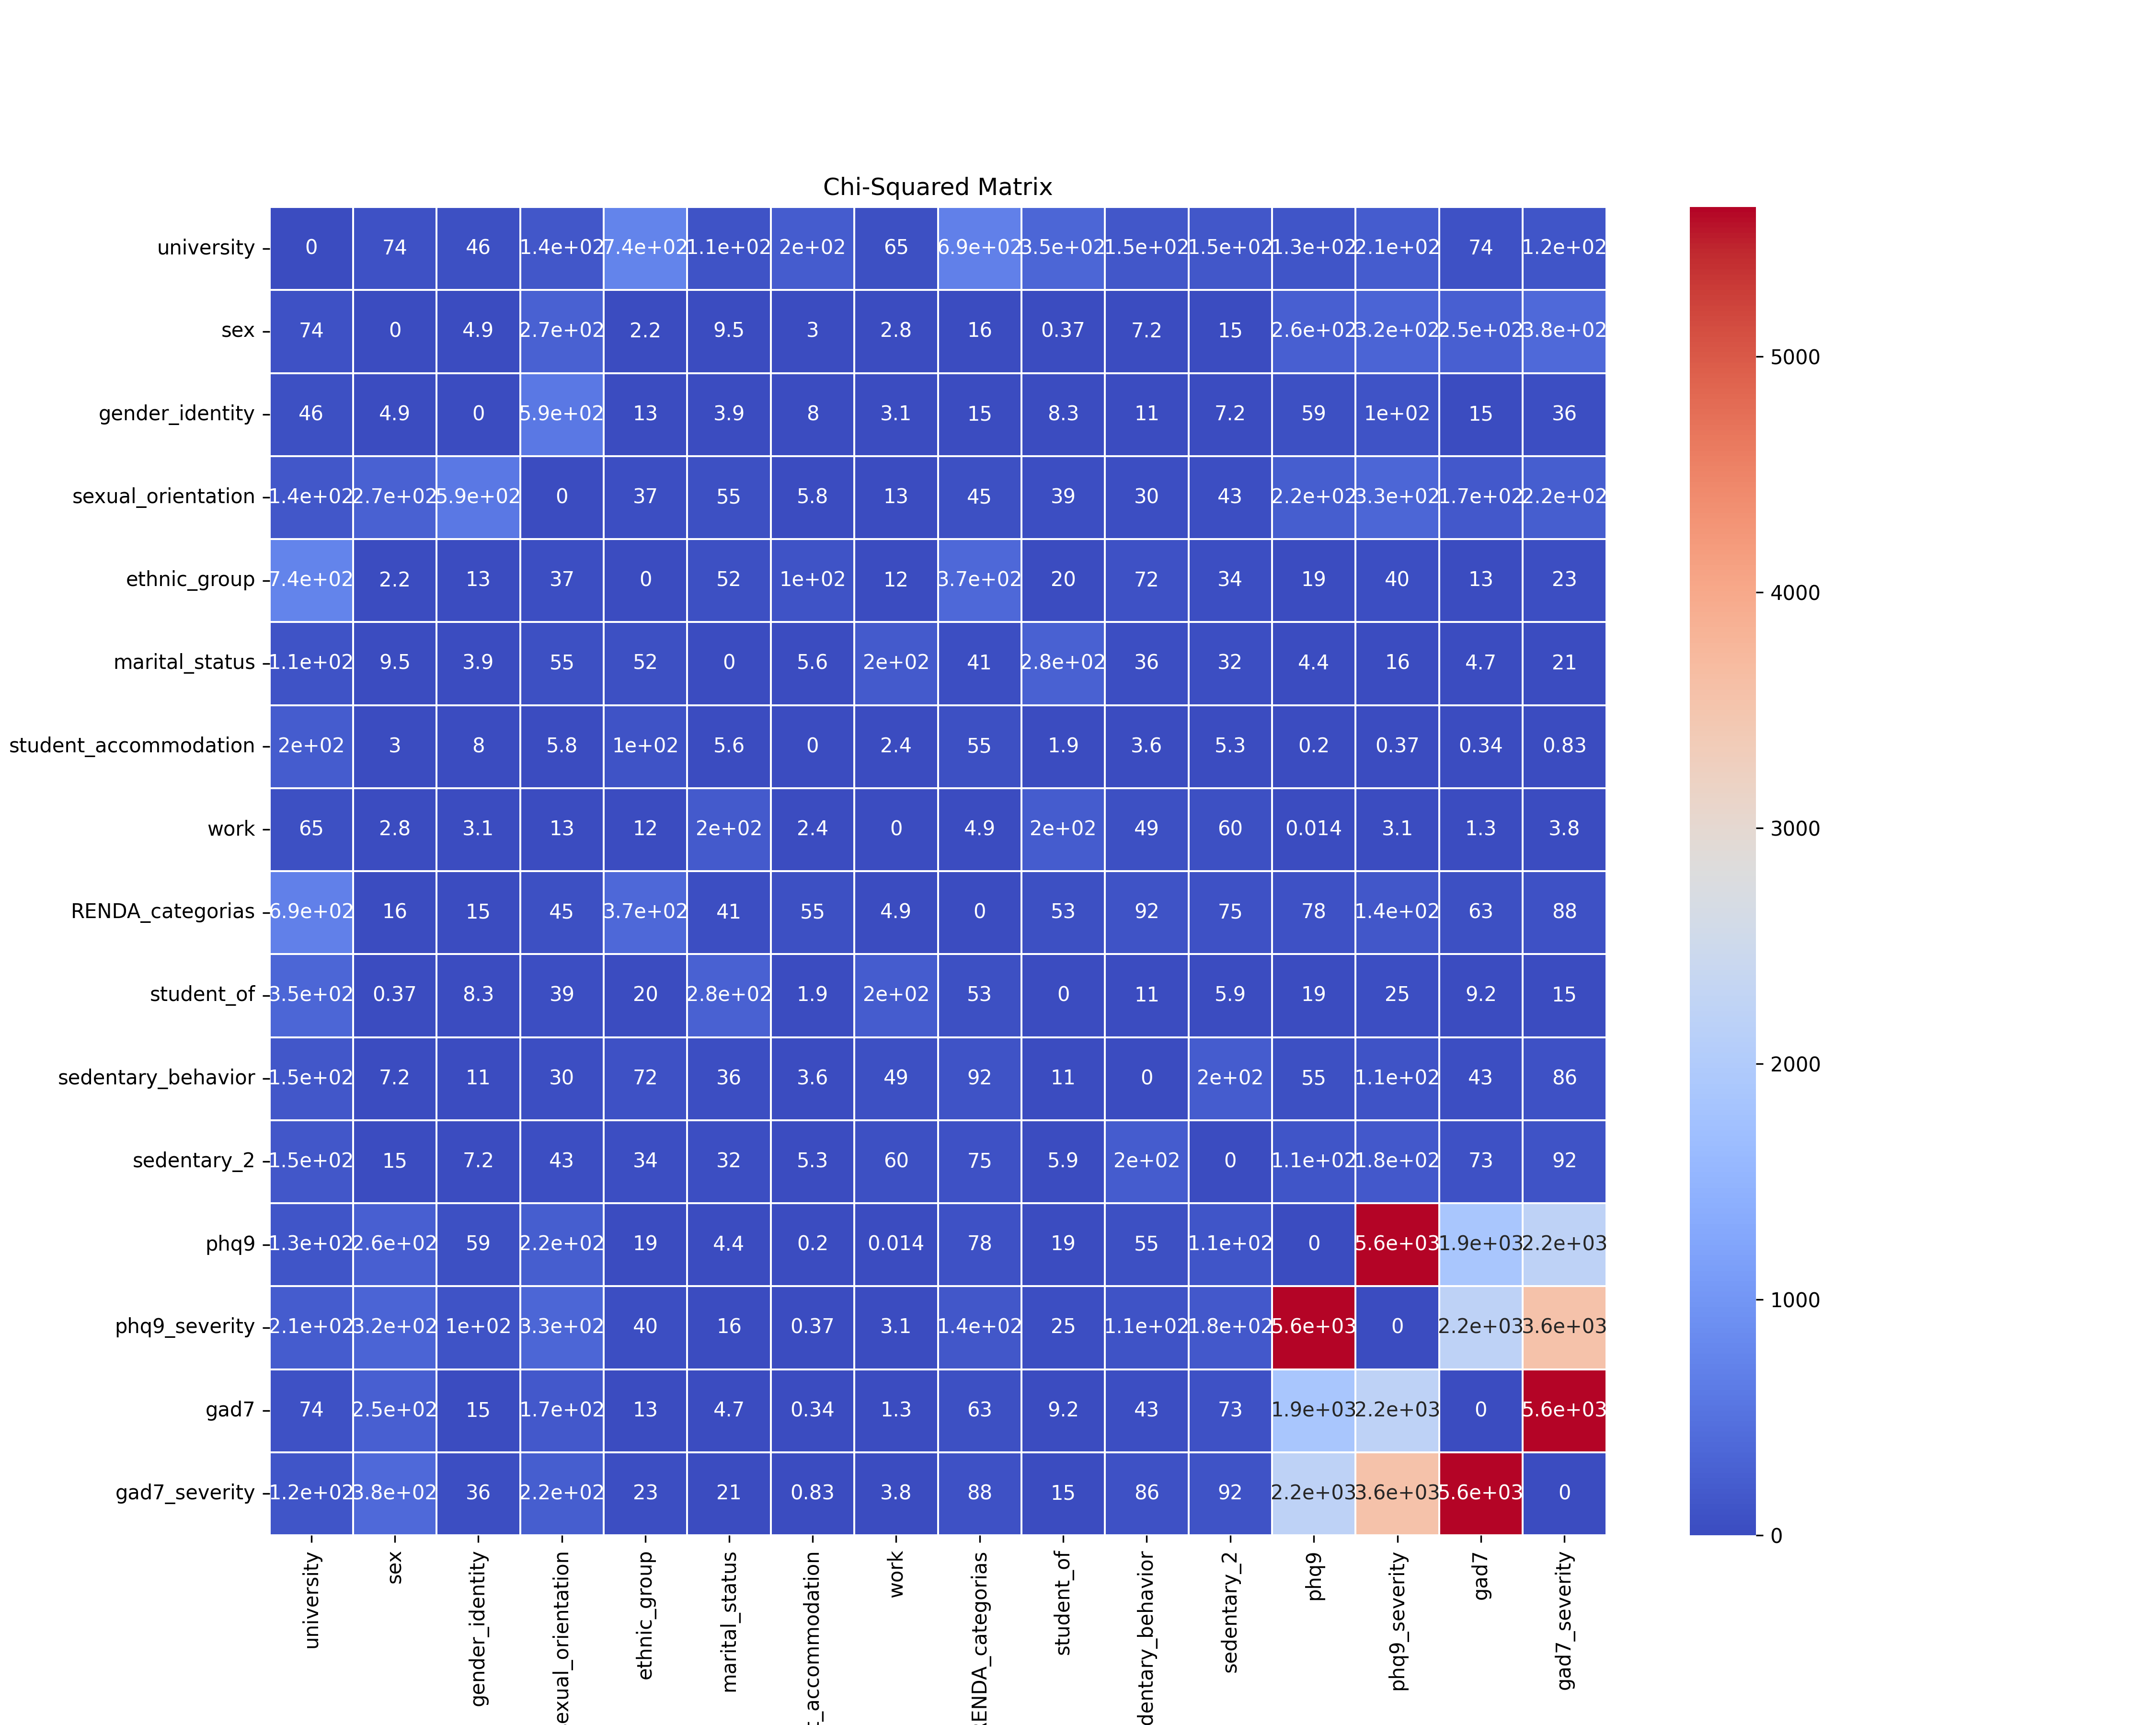 Chi-Squared Matrix
university 0 74 46 1.4e+02 7.4e+02 1.1e+02 2e+02 65 6.9e+02 3.5e+02 1.5e+02 1.5e+02 1.3e+02 2.1e+02 74 1.2e+02
sex 74 0 4.9 2.7e+02 2.2 9.5 3 2.8 16 0.37 7.2 15 2.6e+02 3.2e+02 2.5e+02 3.8e+02
5000
gender_identity 46 4.9 0 5.9e+02 13 3.9 8 3.1 15 8.3 11 7.2 59 1e+02 15 36
sexual_orientation 1.4e+02 2.7e+02 5.9e+02 0 37 55 5.8 13 45 39 30 43 2.2e+02 3.3e+02 1.7e+02 2.2e+02
ethnic_group 7.4e+02 2.2 13 37 0 52 1e+02 12 3.7e+02 20 72 34 19 40 13 23
4000
marital_status 1.1e+02 9.5 3.9 55 52 0 5.6 2e+02 41 2.8e+02 36 32 4.4 16 4.7 21
student_accommodation 2e+02 3 8 5.8 1e+02 5.6 0 2.4 55 1.9 3.6 5.3 0.2 0.37 0.34 0.83
work 65 2.8 3.1 13 12 2e+02 2.4 0 4.9 2e+02 49 60 0.014 3.1 1.3 3.8
3000
RENDA_categorias 6.9e+02 16 15 45 3.7e+02 41 55 4.9 0 53 92 75 78 1.4e+02 63 88
student_of 3.5e+02 0.37 8.3 39 20 2.8e+02 1.9 2e+02 53 0 11 5.9 19 25 9.2 15
2000
sedentary_behavior 1.5e+02 7.2 11 30 72 36 3.6 49 92 11 0 2e+02 55 1.1e+02 43 86
sedentary_2 1.5e+02 15 7.2 43 34 32 5.3 60 75 5.9 2e+02 0 1.1e+02 1.8e+02 73 92
phq9 1.3e+02 2.6e+02 59 2.2e+02 19 4.4 0.2 0.014 78 19 55 1.1e+02 0 5.6e+03 1.9e+03 2.2e+03
1000
phq9_severity 2.1e+02 3.2e+02 1e+02 3.3e+02 40 16 0.37 3.1 1.4e+02 25 1.1e+02 1.8e+02 5.6e+03 0 2.2e+03 3.6e+03
gad7 74 2.5e+02 15 1.7e+02 13 4.7 0.34 1.3 63 9.2 43 73 1.9e+03 2.2e+03 0 5.6e+03
gad7_severity 1.2e+02 3.8e+02 36 2.2e+02 23 21 0.83 3.8 88 15 86 92 2.2e+03 3.6e+03 5.6e+03 0
0
university
sex
gender_identity
exual_orientation
ethnic_group
marital_status
_accommodation
work
RENDA_categorias
student_of
dentary_behavior
sedentary_2
phq9
phq9_severity
gad7
gad7_severity